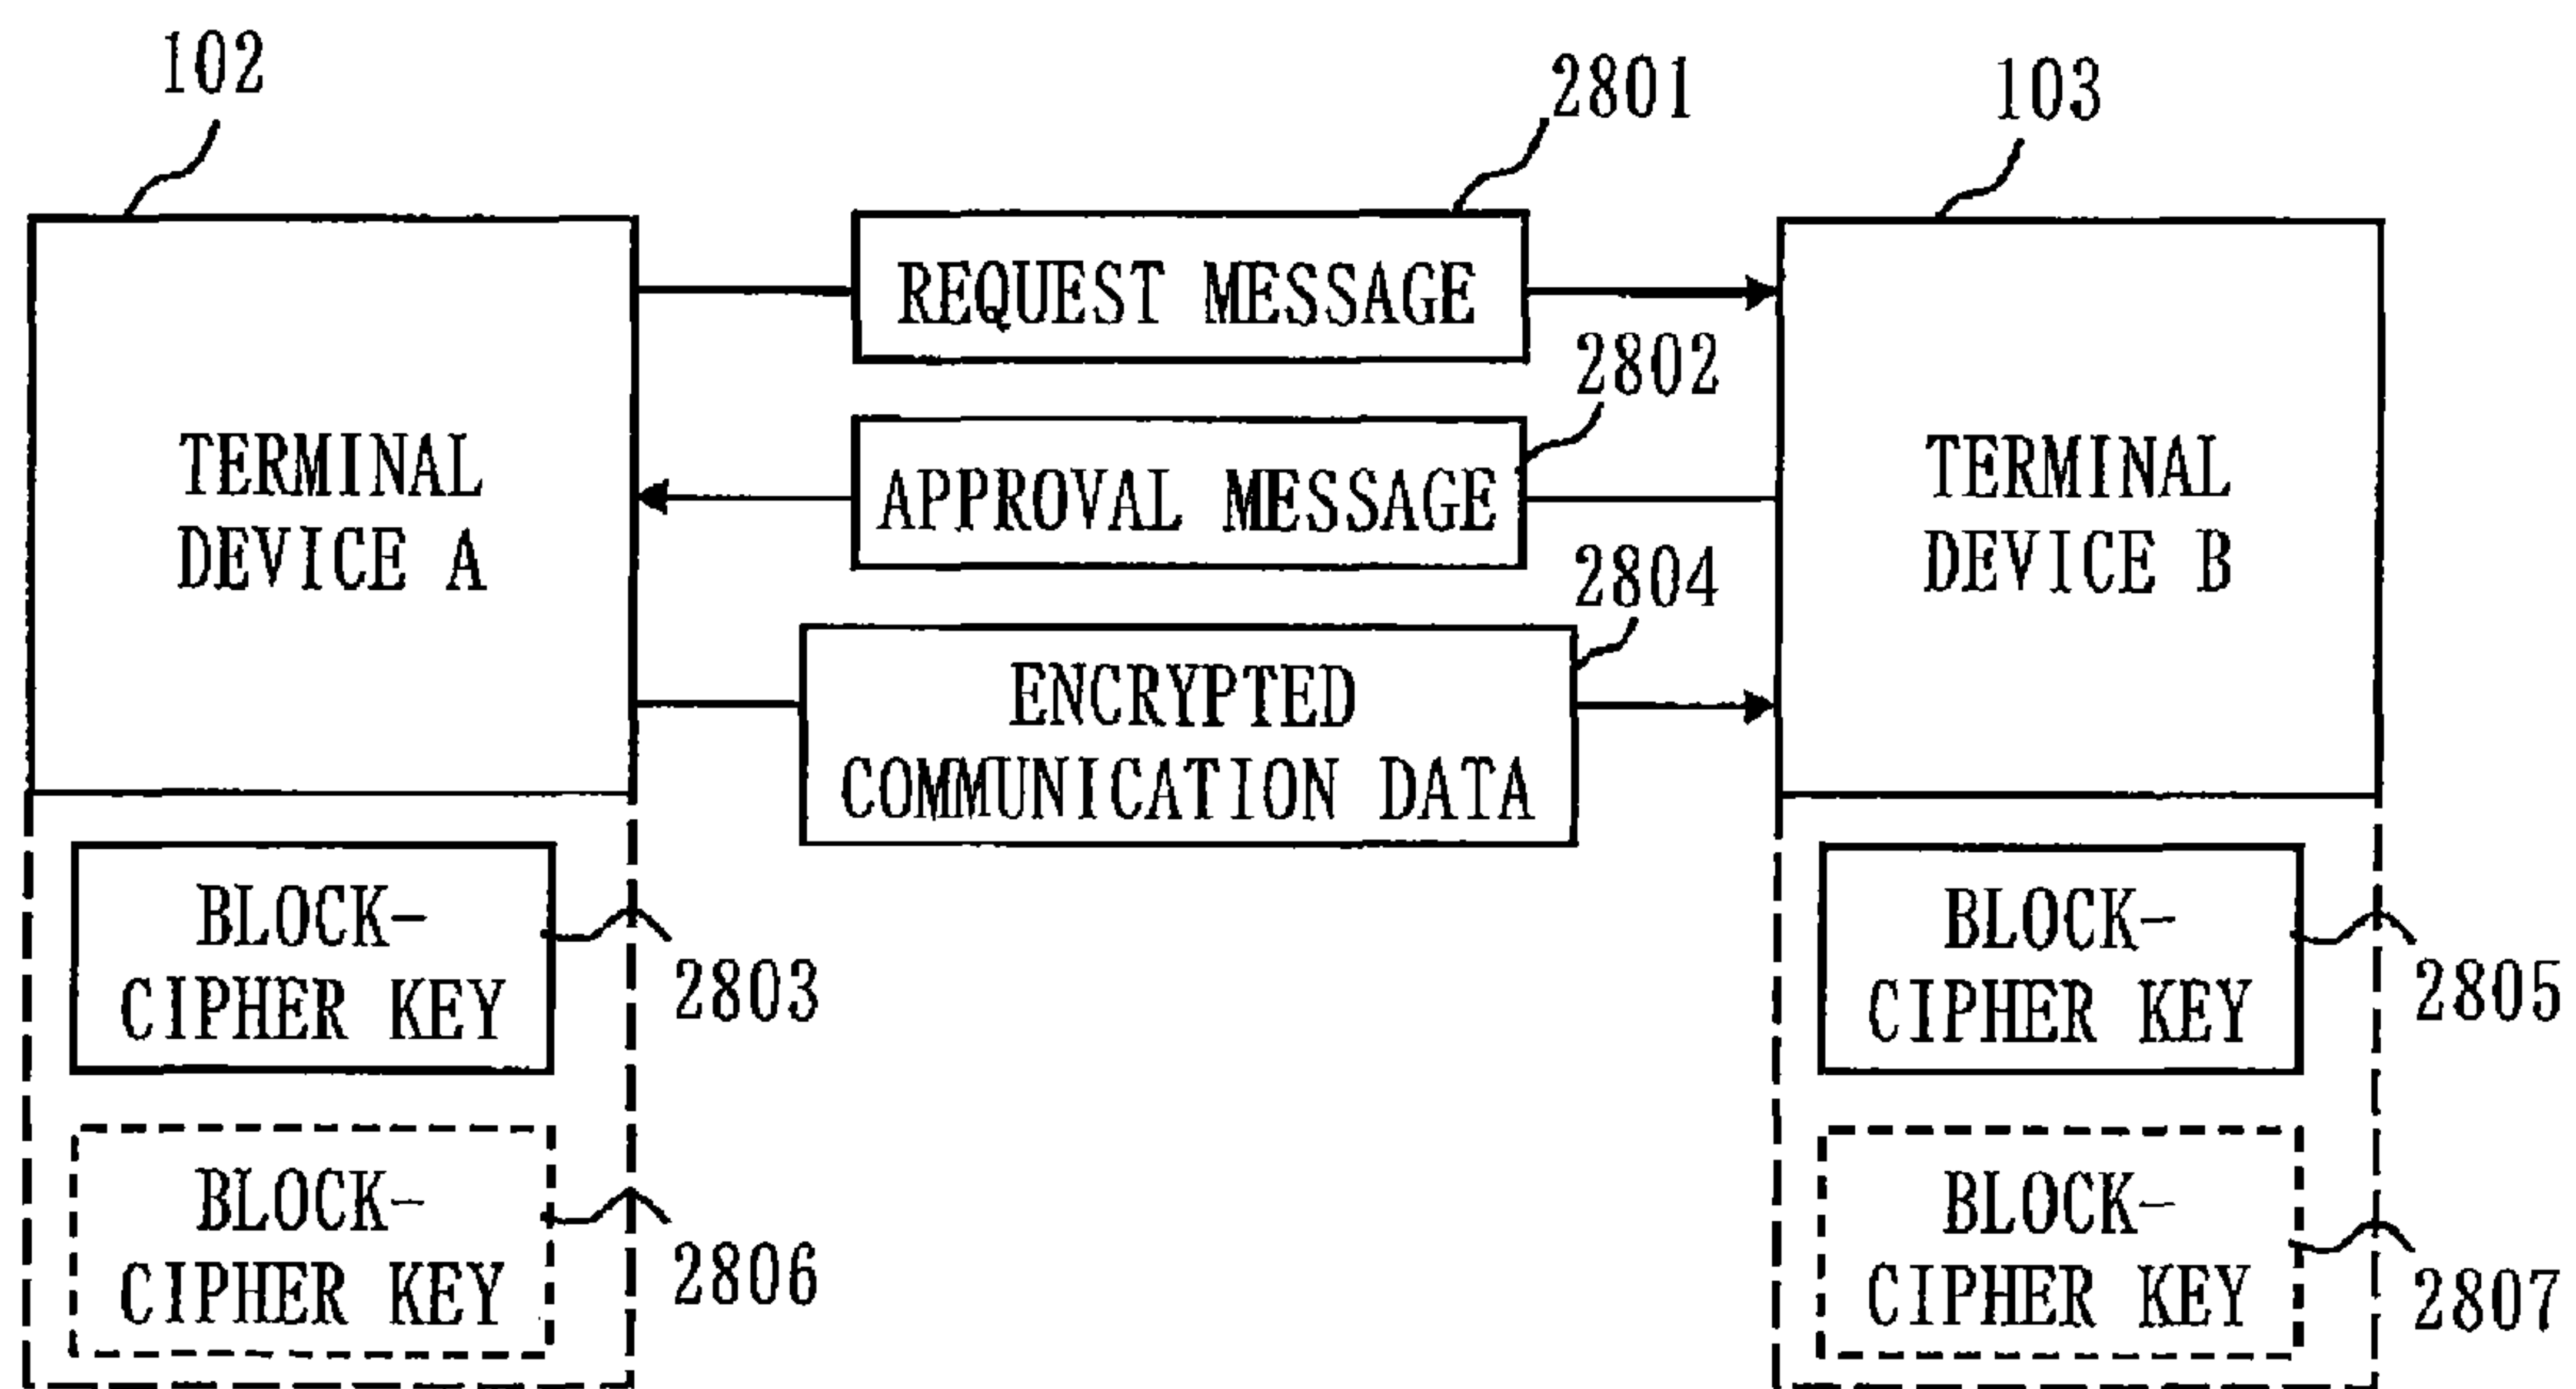 102
2801
103
REQUEST MESSAGE
2802
TERMINAL
DEVICE A
APPROVAL MESSAGE
TERMINAL
DEVICE B
2804
ENCRYPTED
COMMUNICATION DATA
BLOCK-
CIPHER KEY
2803
BLOCK-
CIPHER KEY
2805
BLOCK-
CIPHER KEY
2806
BLOCK-
CIPHER KEY
2807